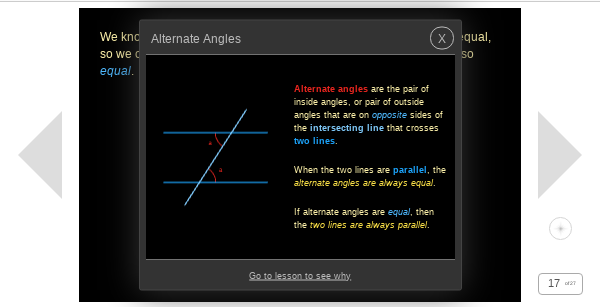 We kno
equal,
so we c
so
equal.
Alternate Angles
X
Alternate angles are the pair of
inside angles, or pair of outside
angles that are on opposite sides of
the intersecting line that crosses
two lines.
When the two lines are parallel, the
alternate angles are always equal.
If alternate angles are equal, then
the two lines are always parallel.
a
a
Go to lesson to see why
17 of 27